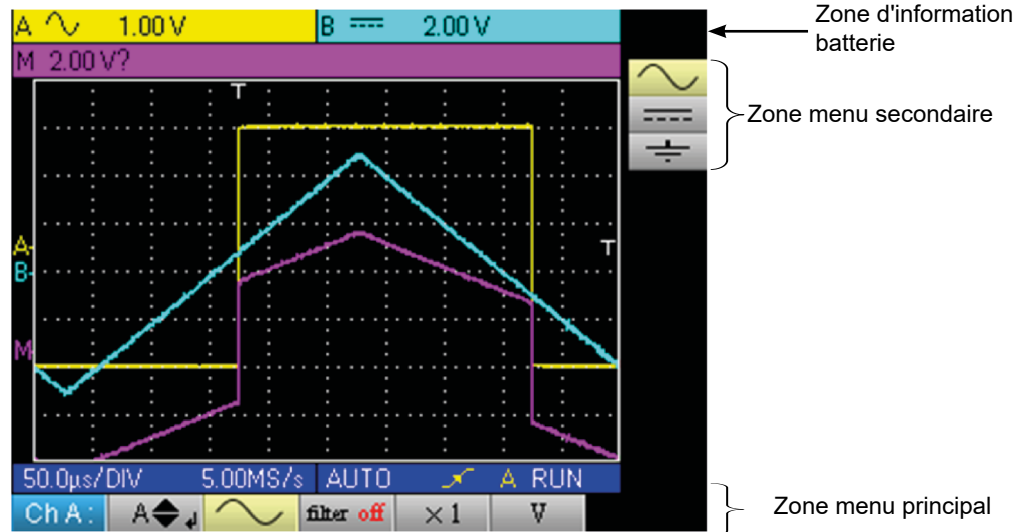 A 1.00 V B 2.00 V
Zone d'information
batterie
M 2.00 V?
Zone menu secondaire
T
A
T
B
M
50.0µs/DIV 5.00MS/s AUTO A RUN
Ch A: A filter off ×1 V
Zone menu principal